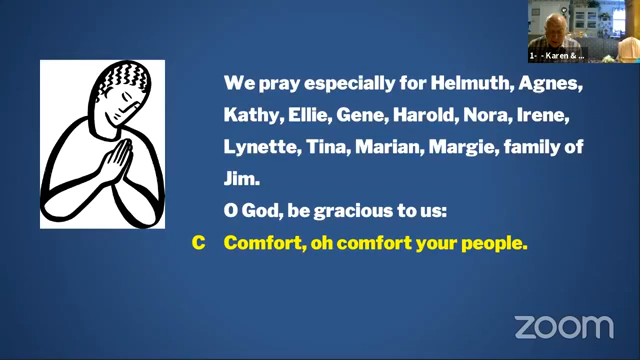 1- - Karen & ...
We pray especially for Helmuth, Agnes,
Kathy, Ellie, Gene, Harold, Nora, Irene,
Lynette, Tina, Marian, Margie, family of
Jim.
O God, be gracious to us:
C Comfort, oh comfort your people.
zoom